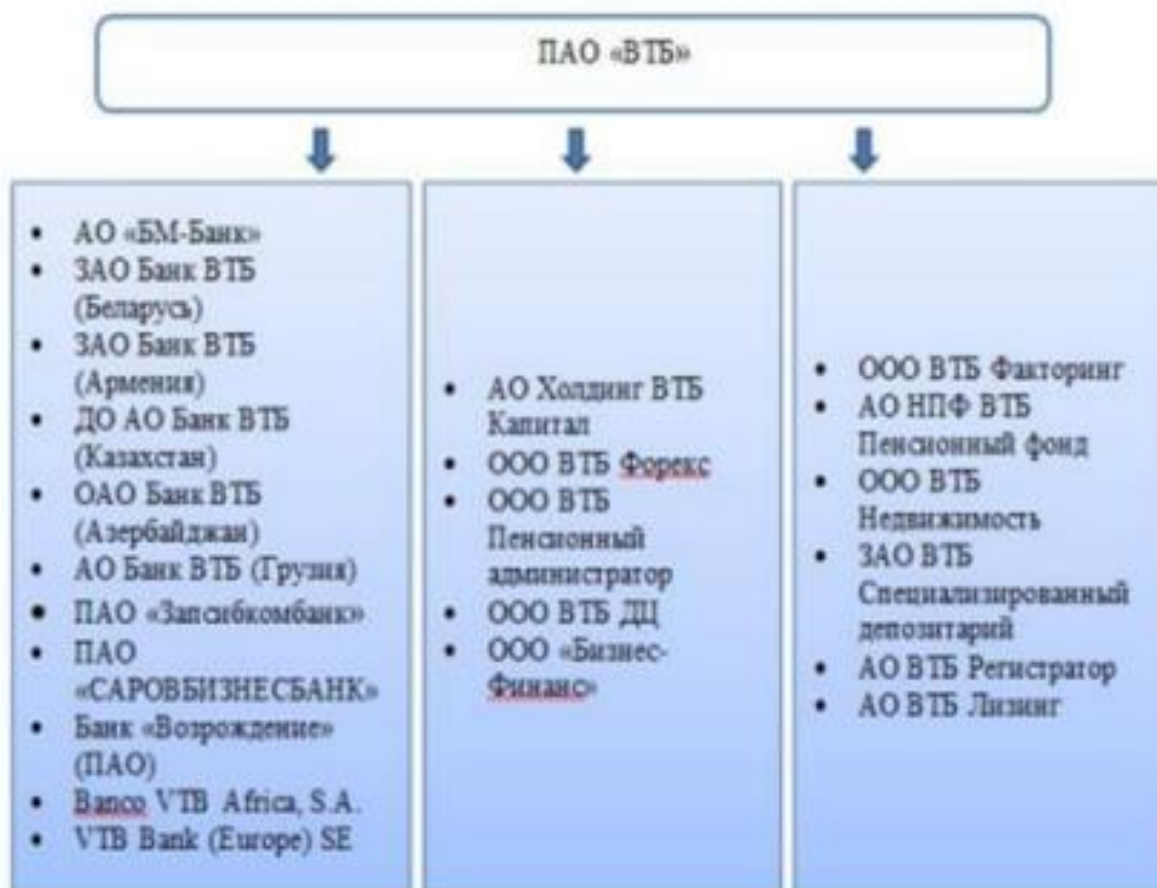 ПАО «ВТБ»
• АО «БМ-Банк»
• ЗАО Банк ВТБ
(Беларусь)
• ЗАО Банк ВТБ
(Армения)
• ДО АО Банк ВТБ
(Казахстан)
• ОАО Банк ВТБ
(Азербайджан)
• АО Банк ВТБ (Грузия)
• ПАО «Запсибкомбанк»
• ПАО
«САРОВБИЗНЕСБАНК»
• Банк «Возрождение»
(ПАО)
• Banco VTB Africa, S.A.
• VTB Bank (Europe) SE
• АО Холдинг ВТБ
Капитал
• ООО ВТБ Форекс
• ООО ВТБ
Пенсионный
администратор
• ООО ВТБ ДЦ
• ООО «Бизнес-
Финанс»
• ООО ВТБ Факторинг
• АО НПФ ВТБ
Пенсионный фонд
• ООО ВТБ
Недвижимость
• ЗАО ВТБ
Специализированный
депозитарий
• АО ВТБ Регистратор
• АО ВТБ Лизинг